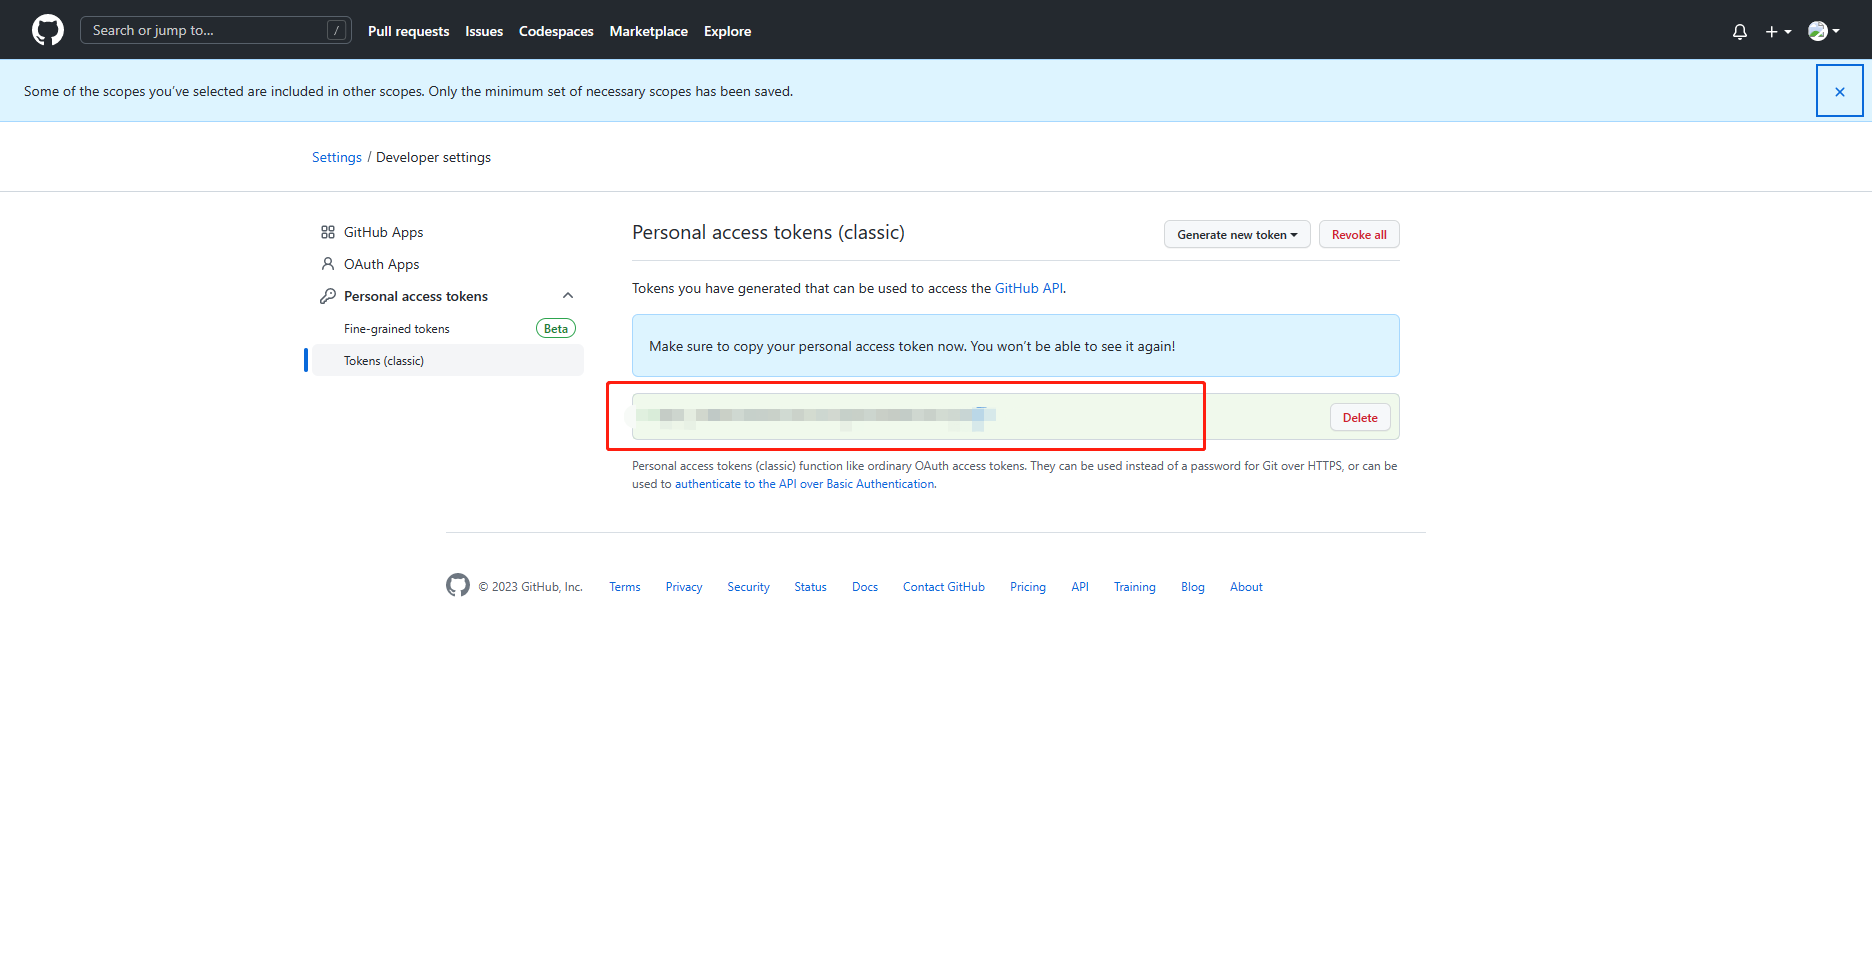 Search or jump to... /
Pull requests
Issues
Codespaces
Marketplace
Explore
Some of the scopes you’ve selected are included in other scopes. Only the minimum set of necessary scopes has been saved.
Settings / Developer settings
GitHub Apps
OAuth Apps
Personal access tokens
Fine-grained tokens Beta
Tokens (classic)
Personal access tokens (classic)
Generate new token
Revoke all
Tokens you have generated that can be used to access the GitHub API.
Make sure to copy your personal access token now. You won’t be able to see it again!
Delete
Personal access tokens (classic) function like ordinary OAuth access tokens. They can be used instead of a password for Git over HTTPS, or can be
used to authenticate to the API over Basic Authentication.
© 2023 GitHub, Inc.
Terms
Privacy
Security
Status
Docs
Contact GitHub
Pricing
API
Training
Blog
About